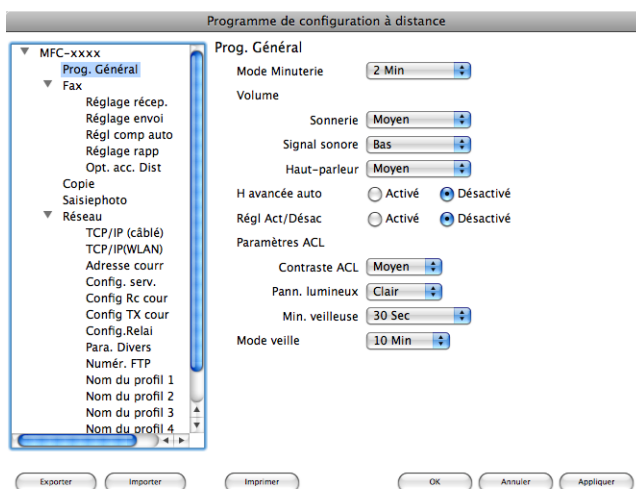 Programme de configuration à distance
MFC-xxxx
Prog. Général
Fax
Réglage récep.
Réglage envoi
Régl comp auto
Réglage rapp
Opt. acc. Dist
Copie
Saisiephoto
Réseau
TCP/IP (câblé)
TCP/IP(WLAN)
Adresse courr
Config. serv.
Config Rc cour
Config TX cour
Config.Relai
Para. Divers
Numér. FTP
Nom du profil 1
Nom du profil 2
Nom du profil 3
Nom du profil 4
Prog. Général
Mode Minuterie 2 Min
Volume
Sonnerie Moyen
Signal sonore Bas
Haut-parleur Moyen
H avancée auto Activé Désactivé
Régl Act/Désac Activé Désactivé
Paramètres ACL
Contraste ACL Moyen
Pann. lumineux Clair
Min. veilleuse 30 Sec
Mode veille 10 Min
Exporter Importer Imprimer OK Annuler Appliquer